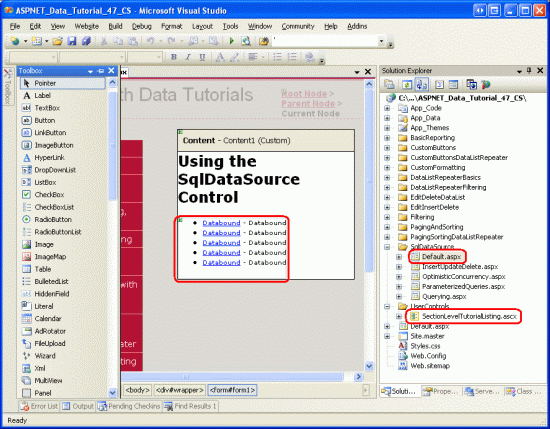 ASPNET_Data_Tutorial_47_CS - Microsoft Visual Studio
File Edit View Website Build Debug Format Layout Tools Window Community Help Addins
Toolbox
Toolbox
Pointer
Label
TextBox
Button
LinkButton
ImageButton
HyperLink
DropDownList
ListBox
CheckBox
CheckBoxList
RadioButton
RadioButtonList
Image
ImageMap
Table
BulletedList
HiddenField
Literal
Calendar
AdRotator
FileUpload
Wizard
Xml
MultiView
Panel
th Data Tutorials
Root Node >
Parent Node >
Current Node
Content - Content1 (Custom)
Using the
SqlDataSource
Control
Databound - Databound
Databound - Databound
Databound - Databound
Databound - Databound
Databound - Databound
with
ater
<body> <div#wrapper> <form#form1>
Solution Explorer
C:\...\ASPNET_Data_Tutorial_47_CS\
App_Code
App_Data
App_Themes
BasicReporting
CustomButtons
CustomButtonsDataListRepeater
CustomFormatting
DataListRepeaterBasics
DataListRepeaterFiltering
EditDeleteDataList
EditInsertDelete
Filtering
PagingAndSorting
PagingSortingDataListRepeater
SqlDataSource
Default.aspx
InsertUpdateDelete.aspx
OptimisticConcurrency.aspx
ParameterizedQueries.aspx
Querying.aspx
UserControls
SectionLevelTutorialListing.ascx
Default.aspx
Site.master
Styles.css
Web.Config
Web.sitemap
Soluti... Prope... Serve... Class ...
Error List Output Pending Checkins Find Results 1
Ready